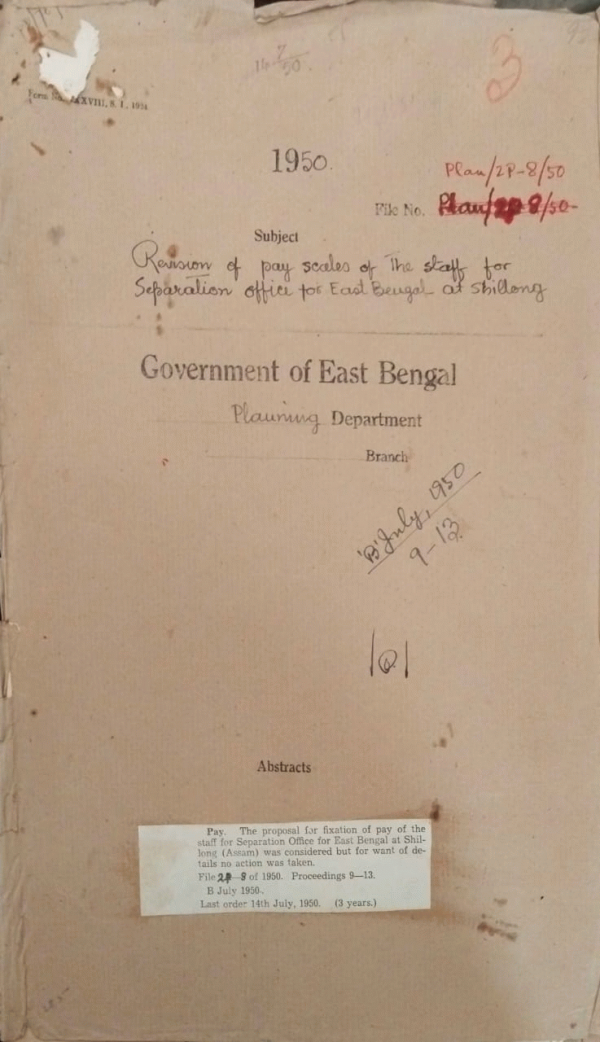 3
Form No. XXVIII, S. I., 1934
1950.
Plan/2P-8/50
File No. Plan/2P 8/50-
Subject
Revision of pay scales of The staff for
Separation office for East Bengal at Shillong
Government of East Bengal
Planning Department
Branch
'B' July, 1950
9-13
Abstracts
Pay. The proposal for fixation of pay of the
staff for Separation Office for East Bengal at Shil-
long (Assam) was considered but for want of de-
tails no action was taken.
File 2P-8 of 1950. Proceedings 9—13.
B July 1950.
Last order 14th July, 1950. (3 years.)